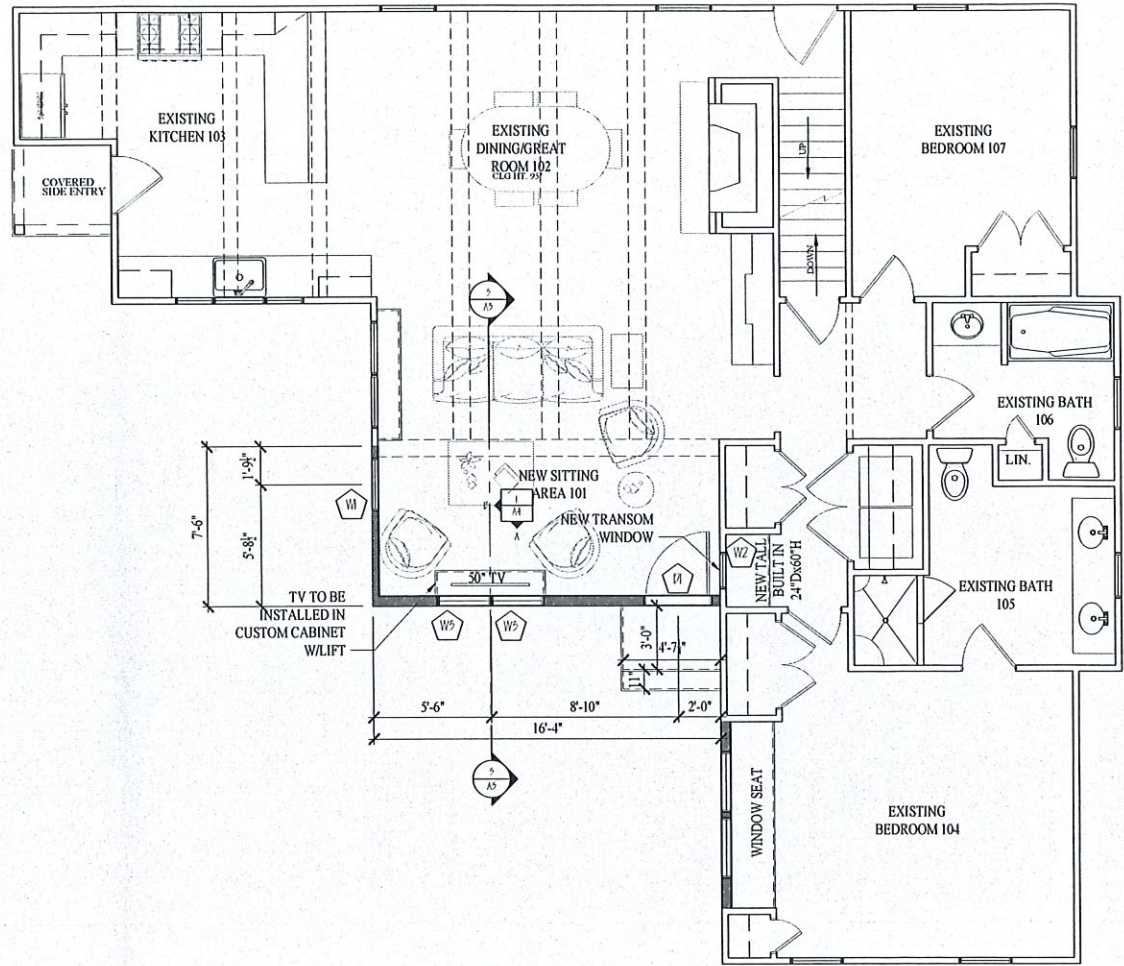 EXISTING
KITCHEN 103
EXISTING
DINING/GREAT
ROOM 102
CLG HT. 95"
UP
DOWN
EXISTING
BEDROOM 107
COVERED
SIDE ENTRY
EXISTING BATH
106
LIN.
NEW SITTING
AREA 101
NEW TRANSOM
WINDOW
W2
NEW TALL
BUILT IN
24"Dx60"H
EXISTING BATH
105
50" TV
TV TO BE
INSTALLED IN
CUSTOM CABINET
W/LIFT
W1
W3
W3
D1
A
1'-9½"
7'-6"
5'-8½"
3'-0"
4'-7½"
11"
5'-6"
8'-10"
2'-0"
16'-4"
WINDOW SEAT
EXISTING
BEDROOM 104